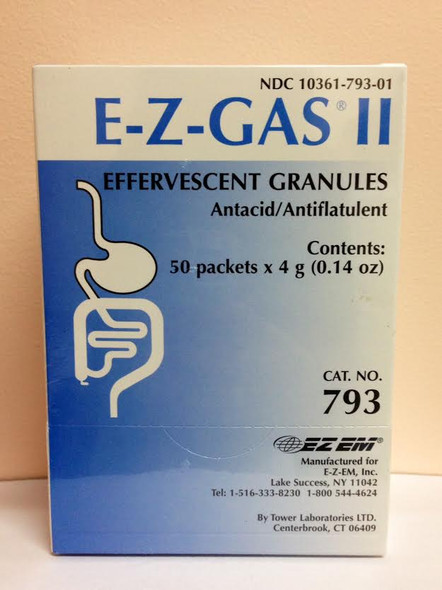 NDC 10361-793-01
E-Z-GAS® II
EFFERVESCENT GRANULES
Antacid/Antiflatulent
Contents:
50 packets x 4 g (0.14 oz)
CAT. NO.
793
EZEM®
Manufactured for
E-Z-EM, Inc.
Lake Success, NY 11042
Tel: 1-516-333-8230 1-800 544-4624
By Tower Laboratories LTD.
Centerbrook, CT 06409